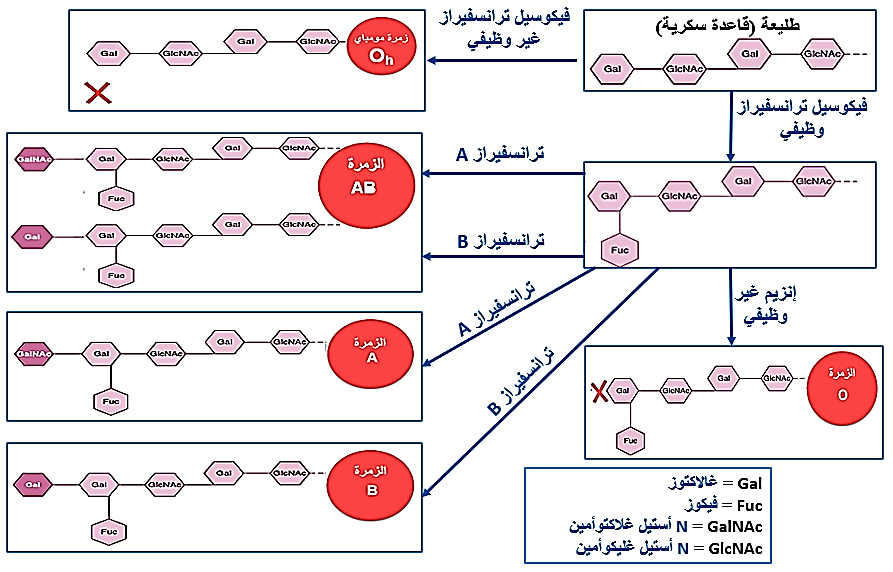 طليعة (قاعدة سكرية)
Gal
GlcNAc
Gal
GlcNAc
فيكوسيل ترانسفيراز
غير وظيفي
Gal
GlcNAc
Gal
GlcNAc
زمرة مومباي
Oh
فيكوسيل ترانسفيراز
وظيفي
Gal
GlcNAc
Gal
GlcNAc
Fuc
ترانسفيراز A
GalNAc
Gal
GlcNAc
Gal
GlcNAc
Fuc
الزمرة
AB
ترانسفيراز B
Gal
Gal
GlcNAc
Gal
GlcNAc
Fuc
ترانسفيراز A
GalNAc
Gal
GlcNAc
Gal
GlcNAc
Fuc
الزمرة
A
ترانسفيراز B
Gal
Gal
GlcNAc
Gal
GlcNAc
Fuc
الزمرة
B
إنزيم غير
وظيفي
Gal
GlcNAc
Gal
GlcNAc
Fuc
الزمرة
O
Gal = غالاكتوز
Fuc = فيكوز
GalNAc = N أستيل غلاكتوأمين
GlcNAc = N أستيل غليكوأمين